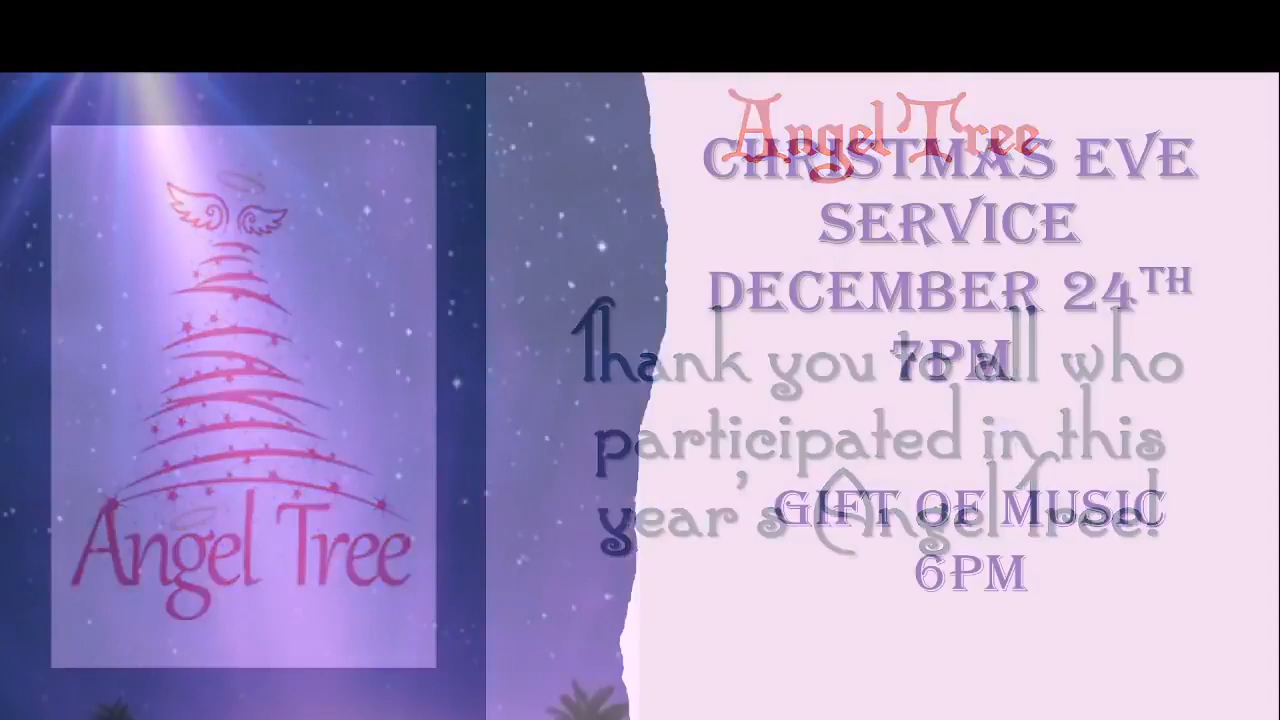 Angel Tree
Angel Tree
CHRISTMAS EVE
SERVICE
DECEMBER 24TH
7PM
Thank you to all who
participated in this
year's Angel Tree!
GIFT OF MUSIC
6PM